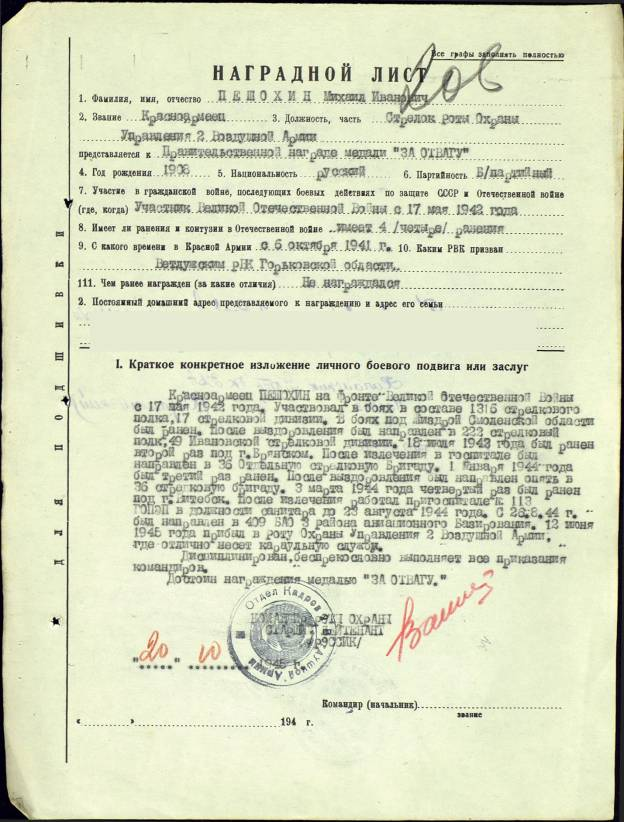 Все графы заполнять полностью
НАГРАДНОЙ ЛИСТ
1. Фамилия, имя, отчество ПЕШОХИН Михаил Иванович
2. Звание Красноармеец 3. Должность, часть Стрелок роты Охраны
Управления 2 Воздушной Армии
представляется к Правительственной награде медали "ЗА ОТВАГУ"
4. Год рождения 1908 5. Национальность русский 6. Партийность Б/партийный
7. Участие в гражданской войне, последующих боевых действиях по защите СССР и Отечественной войне
(где, когда) Участник Великой Отечественной Войны с 17 мая 1942 года
8. Имеет ли ранения и контузии в Отечественной войне имеет 4 /четыре/ ранения
9. С какого времени в Красной Армии с 6 октября 1941 г. 10. Каким РВК призван
Ветлужским РВК Горьковской области.
111. Чем ранее награжден (за какие отличия) Не награждался
2. Постоянный домашний адрес представляемого к награждению и адрес его семьи
I. Краткое конкретное изложение личного боевого подвига или заслуг
Красноармеец ПЕШОХИН на фронте Великой Отечественной Войны
с 17 мая 1942 года. Участвовал в боях в составе 1316 стрелкового
полка, 17 стрелковой дивизии. В боях под Жиздрой Смоленской области
был ранен. После выздоровления был направлен в 222 стрелковый
полк, 49 Ивановской стрелковой дивизии. 18 июля 1943 года был ранен
второй раз под г. Брянском. После излечения в госпитале был
направлен в 36 Отдельную стрелковую Бригаду. 1 Января 1944 года
был третий раз ранен. После выздоровления был направлен опять в
36 стрелковую бригаду. 3 марта 1944 года четвертый раз был ранен
под г. Витебск. После излечения работал при госпитале 113
в должности санитара до 23 августа 1944 года. С 26.8.44 г.
был направлен в 409 БАО 3 района авиационного Базирования. 12 июня
1945 года прибыл в роту Охраны Управления 2 Воздушной Армии,
где отлично несет караульную службу.
Дисциплинирован, беспрекословно выполняет все приказания
командиров.
Достоин награждения медалью "ЗА ОТВАГУ."
Отдел Кадров
КОМАНДИР РОТЫ ОХРАНЫ
СТАРШИЙ ЛЕЙТЕНАНТ
"20" 10 1945 г.
Командир (начальник)
звание
« » 194 г.
ДЛЯ ПОДШИВКИ